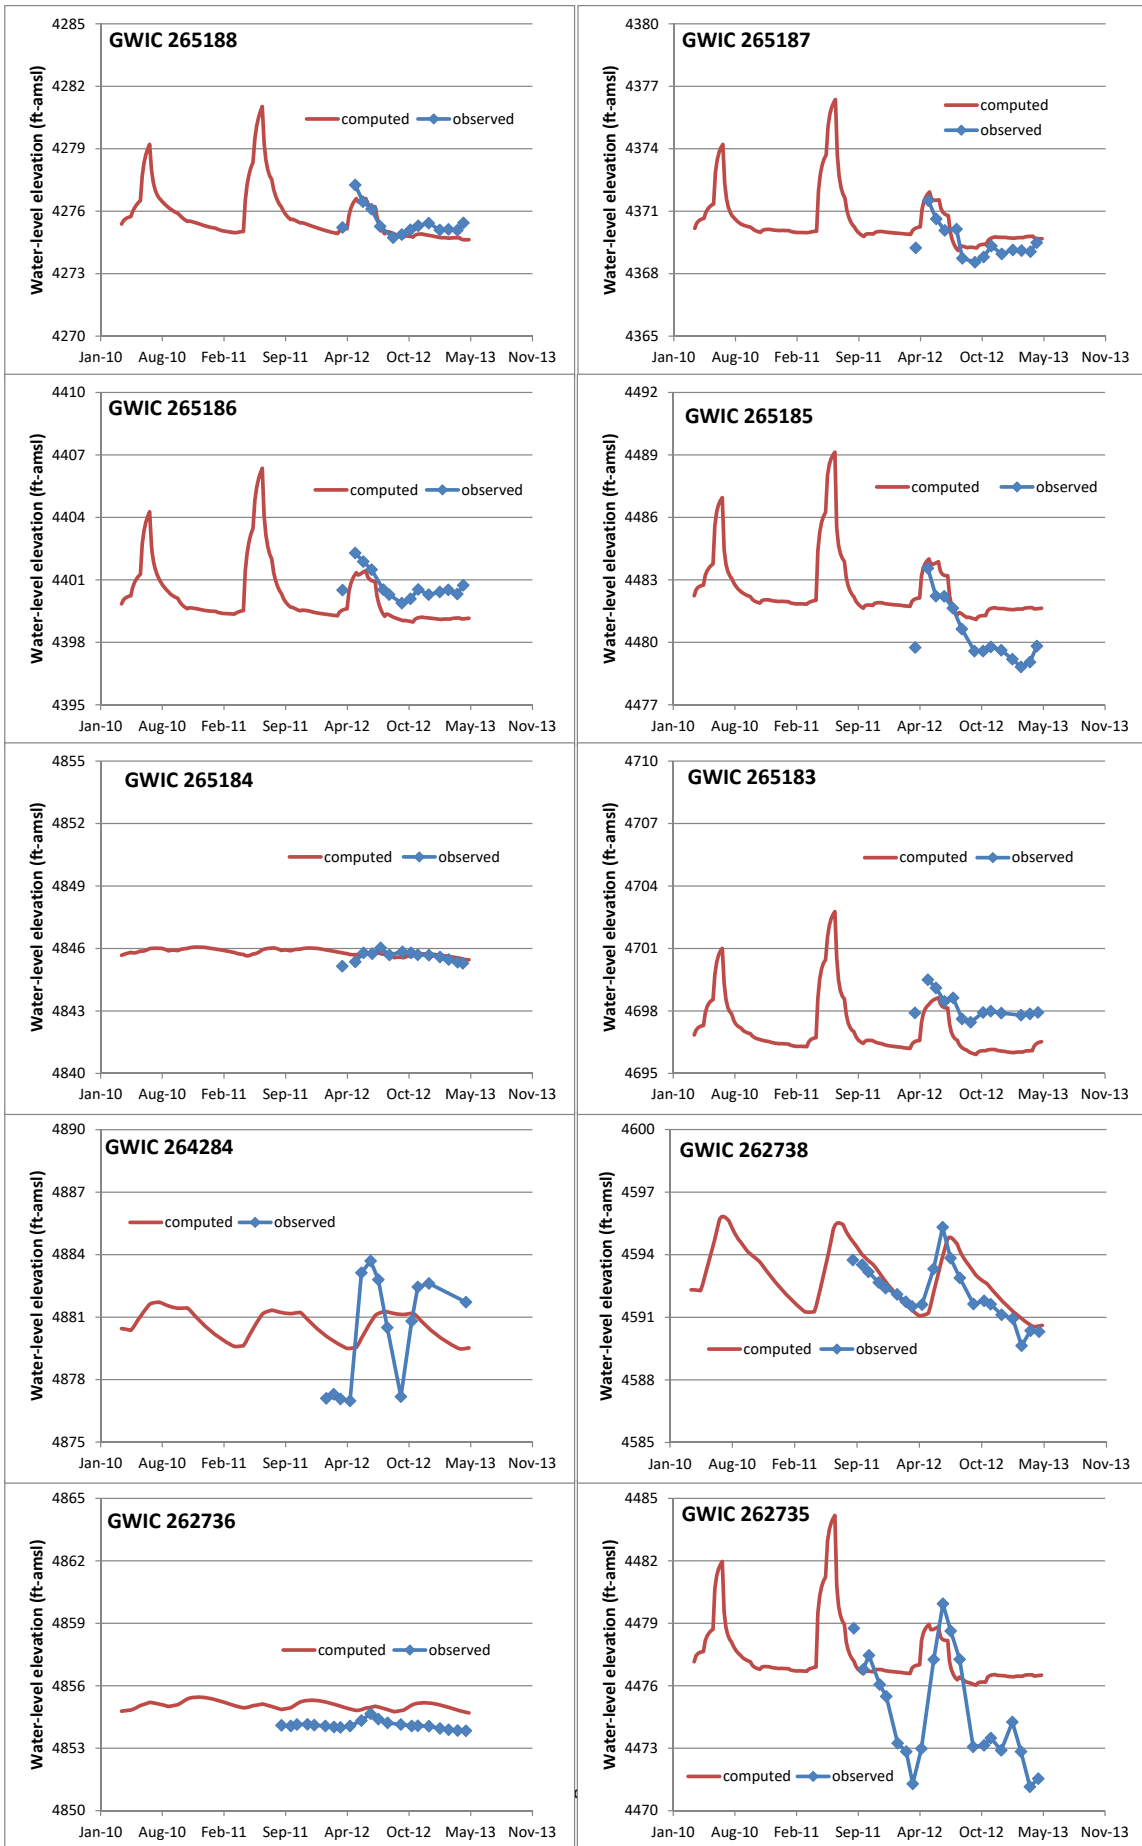 GWIC 265188
Water-level elevation (ft-amsl)
4285
4282
4279
4276
4273
4270
computed observed
Jan-10 Aug-10 Feb-11 Sep-11 Apr-12 Oct-12 May-13 Nov-13
GWIC 265187
Water-level elevation (ft-amsl)
4380
4377
4374
4371
4368
4365
computed
observed
Jan-10 Aug-10 Feb-11 Sep-11 Apr-12 Oct-12 May-13 Nov-13
GWIC 265186
Water-level elevation (ft-amsl)
4410
4407
4404
4401
4398
4395
computed observed
Jan-10 Aug-10 Feb-11 Sep-11 Apr-12 Oct-12 May-13 Nov-13
GWIC 265185
Water-level elevation (ft-amsl)
4492
4489
4486
4483
4480
4477
computed observed
Jan-10 Aug-10 Feb-11 Sep-11 Apr-12 Oct-12 May-13 Nov-13
GWIC 265184
Water-level elevation (ft-amsl)
4855
4852
4849
4846
4843
4840
computed observed
Jan-10 Aug-10 Feb-11 Sep-11 Apr-12 Oct-12 May-13 Nov-13
GWIC 265183
Water-level elevation (ft-amsl)
4710
4707
4704
4701
4698
4695
computed observed
Jan-10 Aug-10 Feb-11 Sep-11 Apr-12 Oct-12 May-13 Nov-13
GWIC 264284
Water-level elevation (ft-amsl)
4890
4887
4884
4881
4878
4875
computed observed
Jan-10 Aug-10 Feb-11 Sep-11 Apr-12 Oct-12 May-13 Nov-13
GWIC 262738
Water-level elevation (ft-amsl)
4600
4597
4594
4591
4588
4585
computed observed
Jan-10 Aug-10 Feb-11 Sep-11 Apr-12 Oct-12 May-13 Nov-13
GWIC 262736
Water-level elevation (ft-amsl)
4865
4862
4859
4856
4853
4850
computed observed
Jan-10 Aug-10 Feb-11 Sep-11 Apr-12 Oct-12 May-13 Nov-13
GWIC 262735
Water-level elevation (ft-amsl)
4485
4482
4479
4476
4473
4470
computed observed
Jan-10 Aug-10 Feb-11 Sep-11 Apr-12 Oct-12 May-13 Nov-13